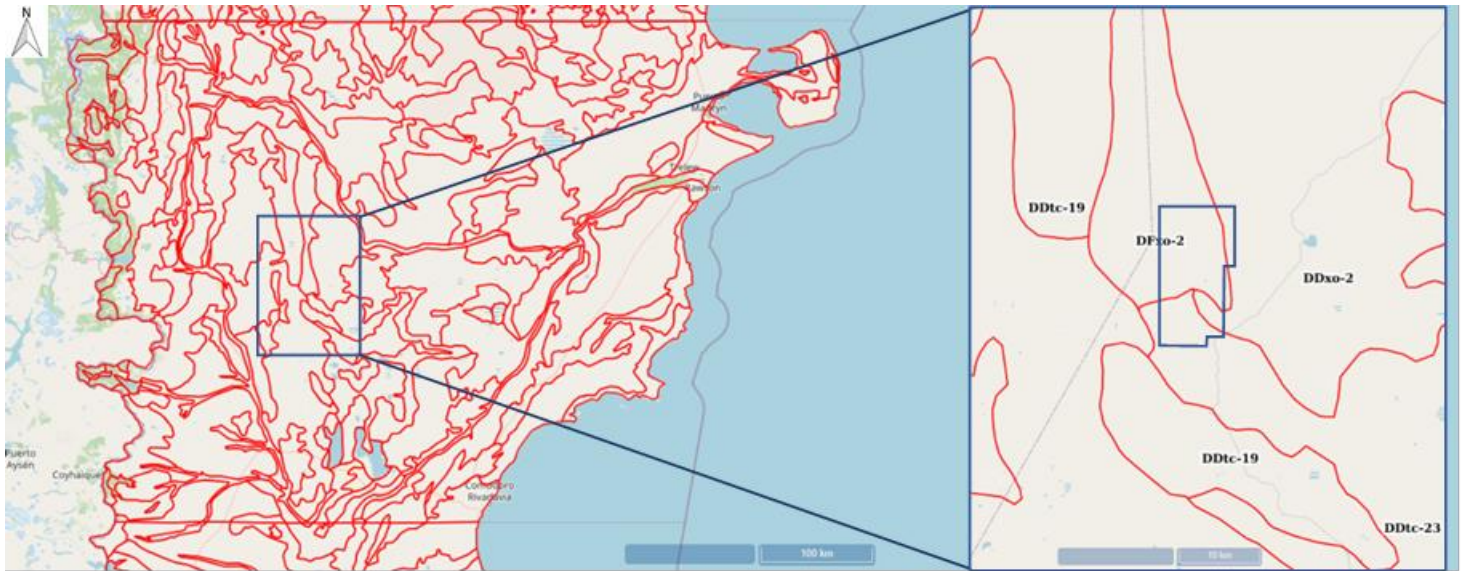 N
Puerto
Madryn
Trelew
Rawson
DDtc-19
DFxo-2
DDxo-2
Puerto
Aysén
Coyhaique
Comodoro
Rivadavia
DDtc-19
DDtc-23
100 km
10 km